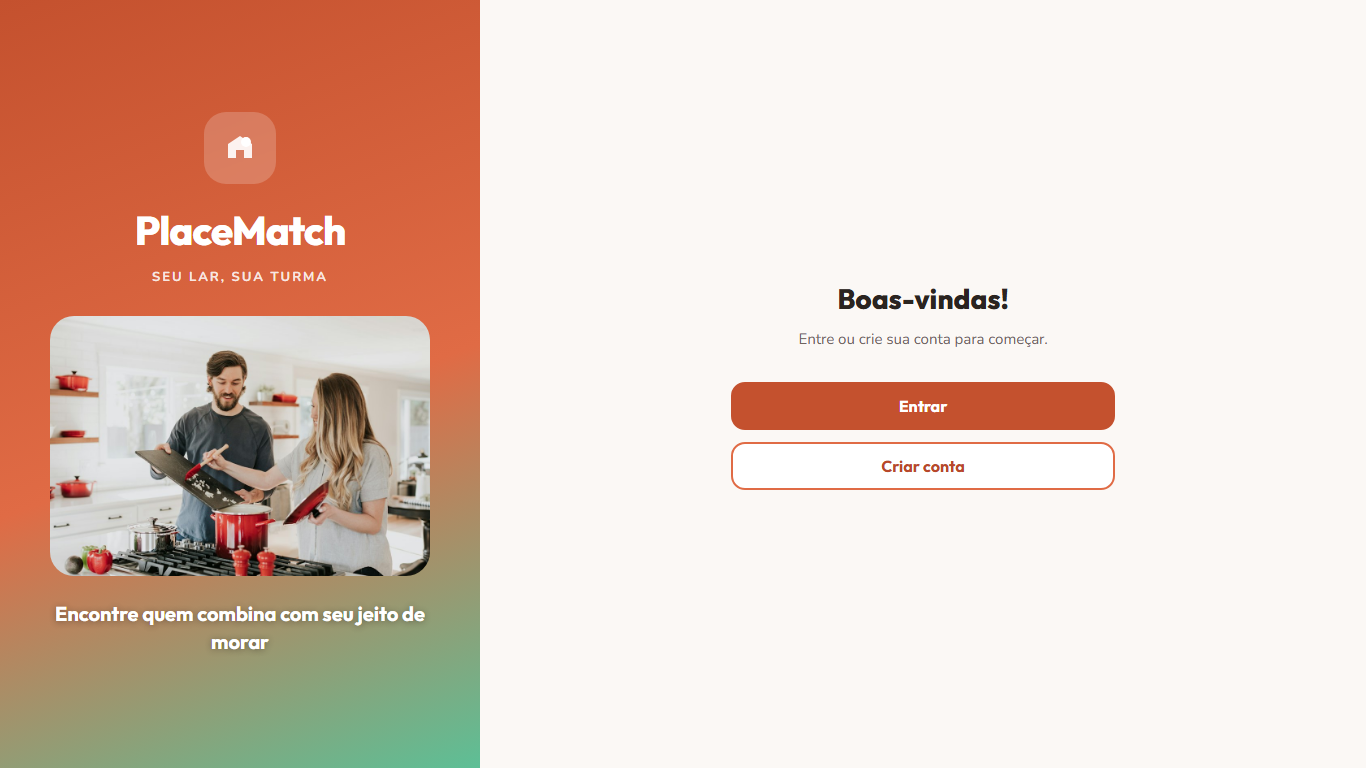 PlaceMatch
SEU LAR, SUA TURMA
Encontre quem combina com seu jeito de
morar
Boas-vindas!
Entre ou crie sua conta para começar.
Entrar
Criar conta